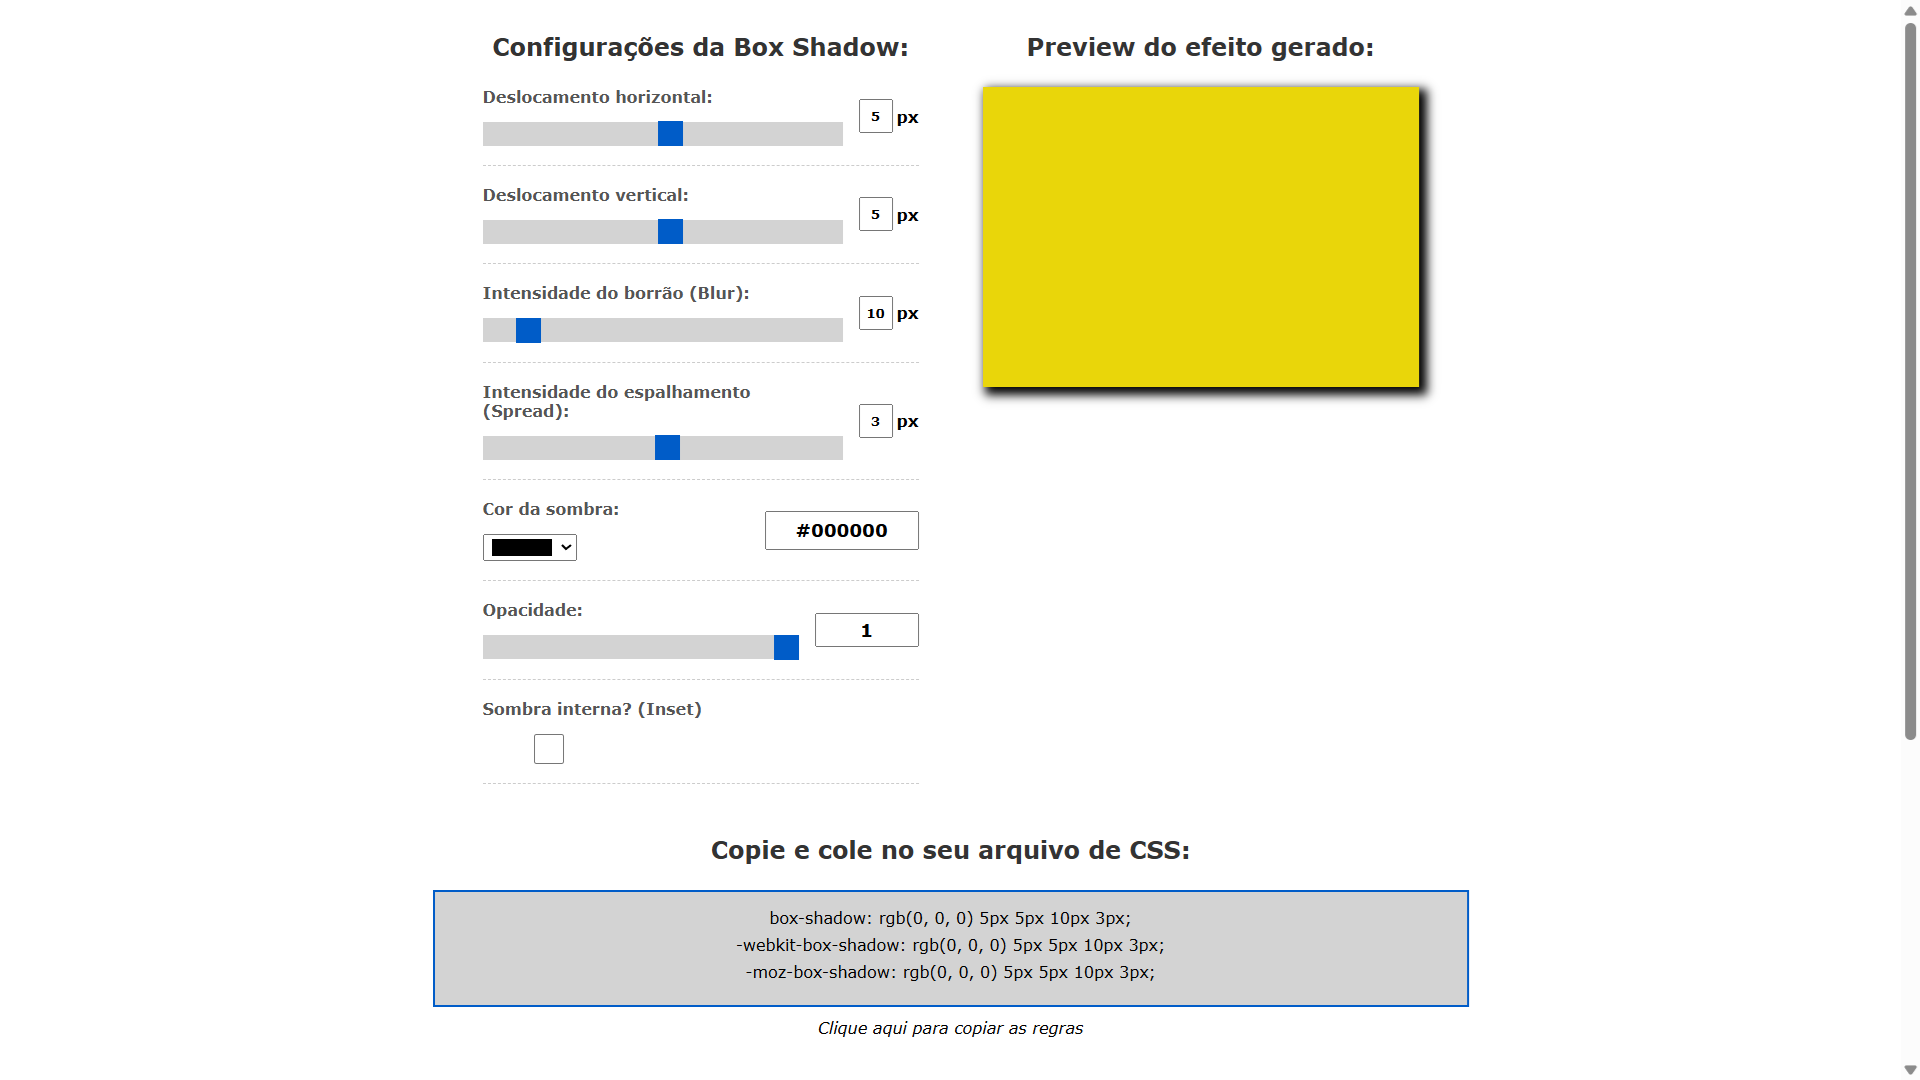 Configurações da Box Shadow:
Deslocamento horizontal:
5 px
Deslocamento vertical:
5 px
Intensidade do borrão (Blur):
10 px
Intensidade do espalhamento
(Spread):
3 px
Cor da sombra:
#000000
Opacidade:
1
Sombra interna? (Inset)
Preview do efeito gerado:
Copie e cole no seu arquivo de CSS:
box-shadow: rgb(0, 0, 0) 5px 5px 10px 3px;
-webkit-box-shadow: rgb(0, 0, 0) 5px 5px 10px 3px;
-moz-box-shadow: rgb(0, 0, 0) 5px 5px 10px 3px;
Clique aqui para copiar as regras